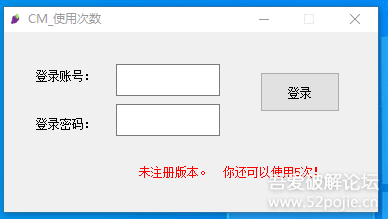 CM_使用次数
登录账号：
登录
登录密码：
未注册版本。 你还可以使用5次!
吾爱破解论坛
www.52pojie.cn